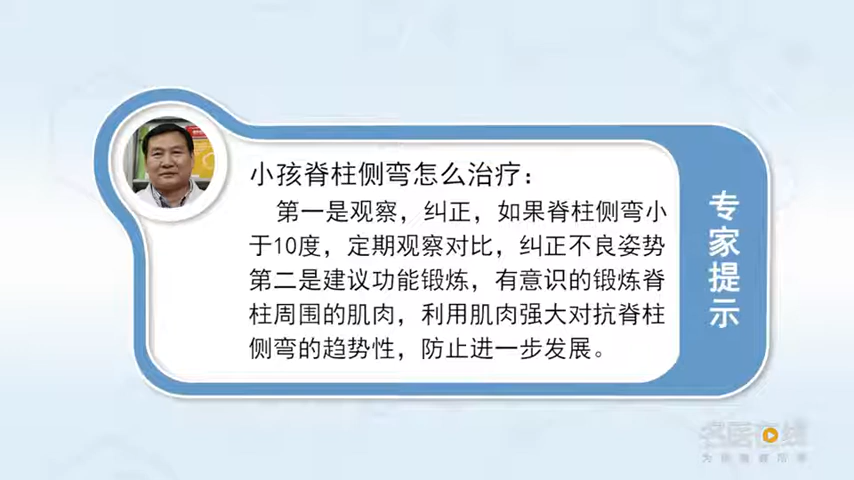 小孩脊柱侧弯怎么治疗：
第一是观察，纠正，如果脊柱侧弯小
于10度，定期观察对比，纠正不良姿势
第二是建议功能锻炼，有意识的锻炼脊
柱周围的肌肉，利用肌肉强大对抗脊柱
侧弯的趋势性，防止进一步发展。
专家提示
名医在线